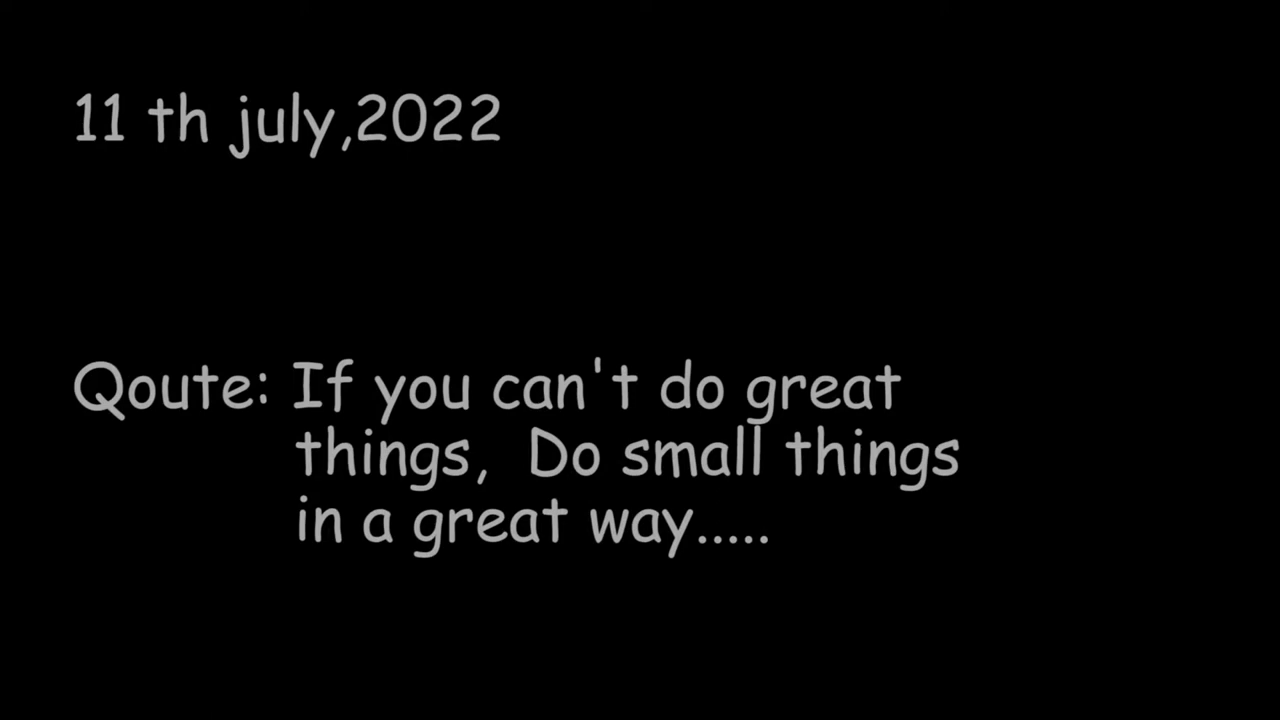 11 th july,2022
Qoute: If you can't do great
things,  Do small things
in a great way.....